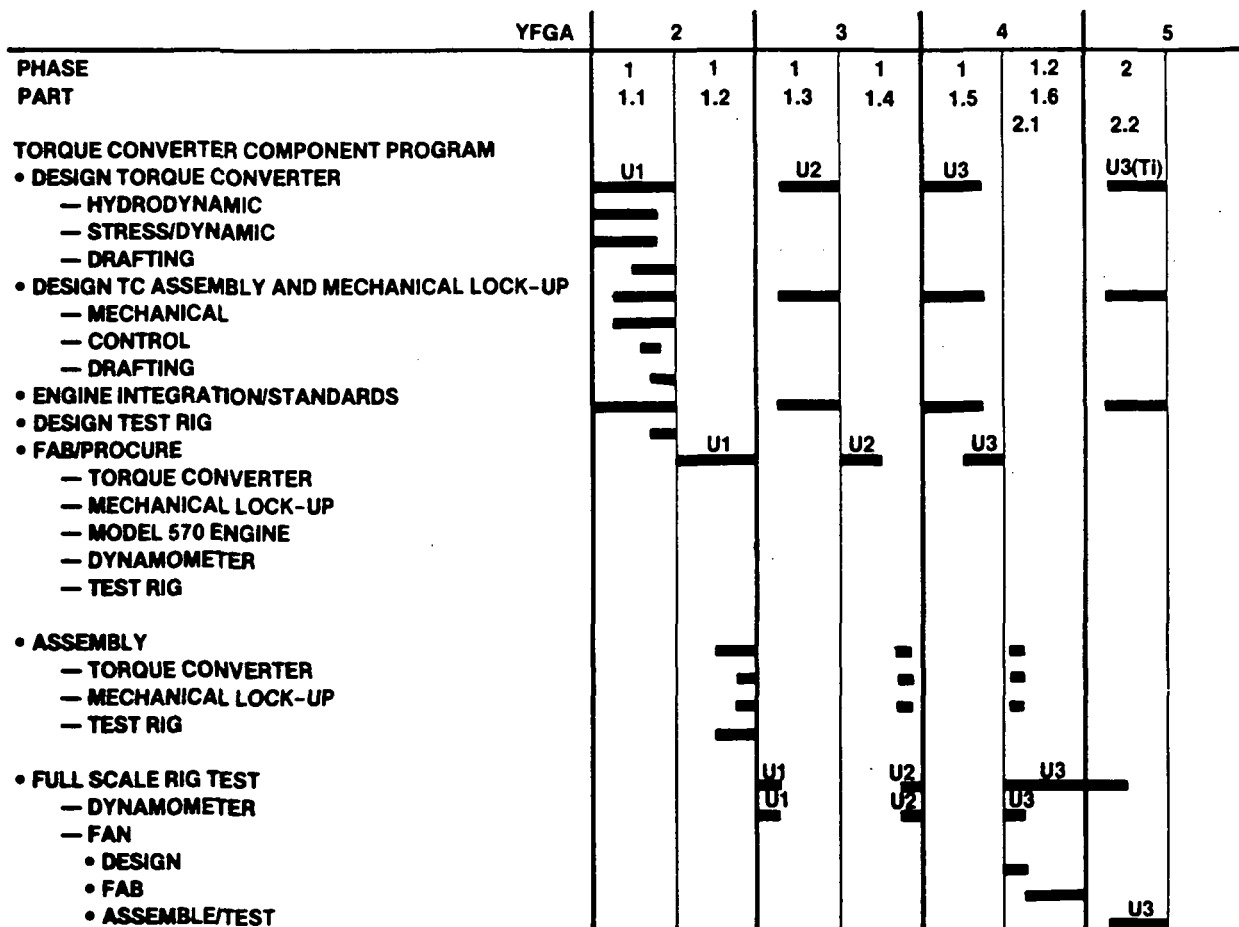 YFGA 2 3 4 5
PHASE 1 1 1 1 1 1.2 2
PART 1.1 1.2 1.3 1.4 1.5 1.6
2.1 2.2
TORQUE CONVERTER COMPONENT PROGRAM
• DESIGN TORQUE CONVERTER U1 U2 U3 U3(Ti)
— HYDRODYNAMIC
— STRESS/DYNAMIC
— DRAFTING
• DESIGN TC ASSEMBLY AND MECHANICAL LOCK-UP
— MECHANICAL
— CONTROL
— DRAFTING
• ENGINE INTEGRATION/STANDARDS
• DESIGN TEST RIG
• FAB/PROCURE U1 U2 U3
— TORQUE CONVERTER
— MECHANICAL LOCK-UP
— MODEL 570 ENGINE
— DYNAMOMETER
— TEST RIG
• ASSEMBLY
— TORQUE CONVERTER
— MECHANICAL LOCK-UP
— TEST RIG
• FULL SCALE RIG TEST U1 U2 U3
— DYNAMOMETER U1 U2 U3
— FAN
• DESIGN
• FAB
• ASSEMBLE/TEST U3